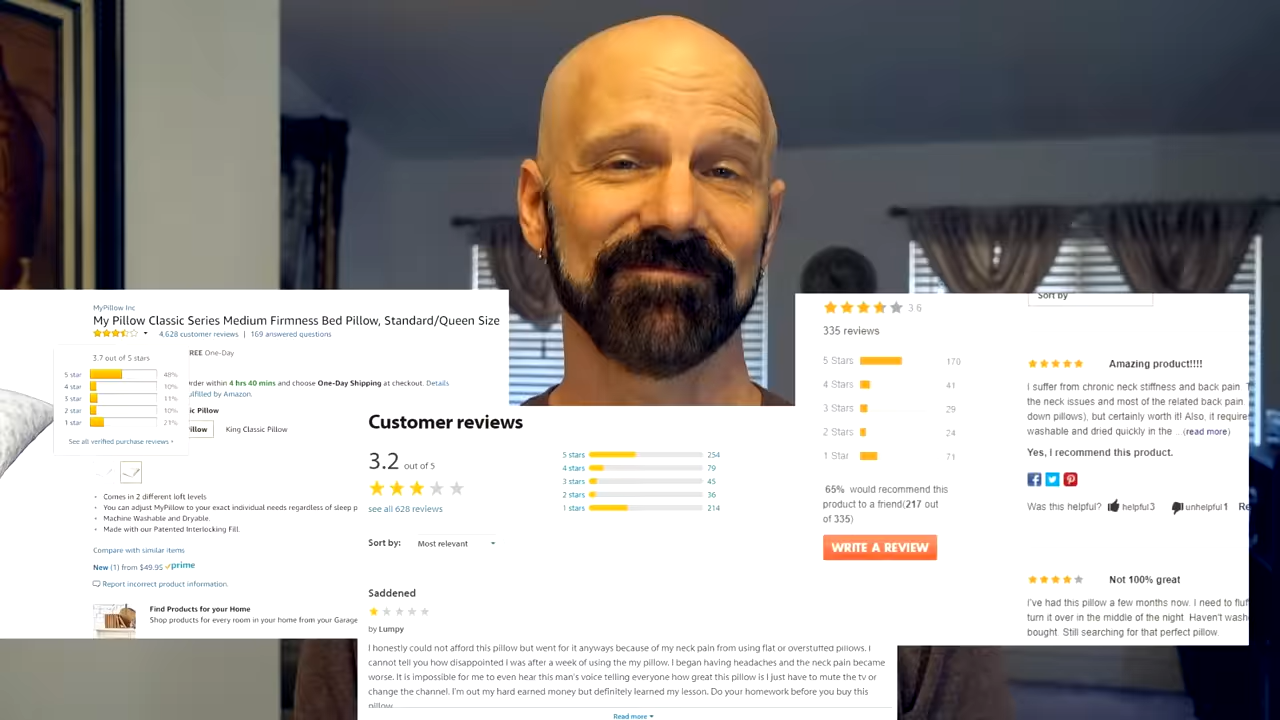 MyPillow Inc
My Pillow Classic Series Medium Firmness Bed Pillow, Standard/Queen Size
4,628 customer reviews | 169 answered questions
3.7 out of 5 stars
5 star 48%
4 star 10%
3 star 11%
2 star 10%
1 star 21%
See all verified purchase reviews ›
REE One-Day
rder within 4 hrs 40 mins and choose One-Day Shipping at checkout. Details
ulfilled by Amazon.
ic Pillow
illow King Classic Pillow
Comes in 2 different loft levels
You can adjust MyPillow to your exact individual needs regardless of sleep p
Machine Washable and Dryable.
Made with our Patented Interlocking Fill.
Compare with similar items
New (1) from $49.95 prime
Report incorrect product information.
Find Products for your Home
Shop products for every room in your home from your Garage
Customer reviews
3.2 out of 5
see all 628 reviews
5 stars 254
4 stars 79
3 stars 45
2 stars 36
1 stars 214
Sort by: Most relevant
Saddened
by Lumpy
I honestly could not afford this pillow but went for it anyways because of my neck pain from using flat or overstuffed pillows. I
cannot tell you how disappointed I was after a week of using the my pillow. I began having headaches and the neck pain became
worse. It is impossible for me to even hear this man's voice telling everyone how great this pillow is I just have to mute the tv or
change the channel. I'm out my hard earned money but definitely learned my lesson. Do your homework before you buy this
pillow
Read more
3 6
335 reviews
5 Stars 170
4 Stars 41
3 Stars 29
2 Stars 24
1 Star 71
65% would recommend this
product to a friend(217 out
of 335)
WRITE A REVIEW
Sort by
Amazing product!!!!
I suffer from chronic neck stiffness and back pain. T
the neck issues and most of the related back pain.
down pillows), but certainly worth it! Also, it require
washable and dried quickly in the ... (read more)
Yes, I recommend this product.
Was this helpful? helpful3 unhelpful1 Re
Not 100% great
I've had this pillow a few months now. I need to fluf
turn it over in the middle of the night. Haven't wash
bought. Still searching for that perfect pillow.